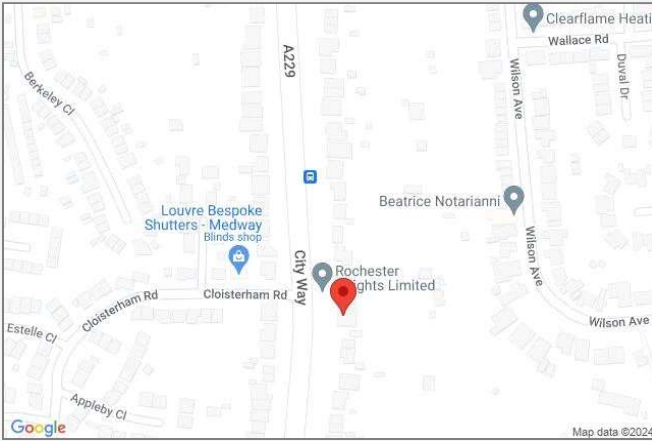 Clearflame Heati
Wallace Rd
A229
Wilson Ave
Duval Dr
Berkeley Cl
Beatrice Notarianni
Louvre Bespoke
Shutters - Medway
Blinds shop
City Way
Wilson Ave
Rochester
ights Limited
Cloisterham Rd
Cloisterham Rd
Wilson Ave
Estelle Cl
Appleby Cl
Google
Map data ©2024